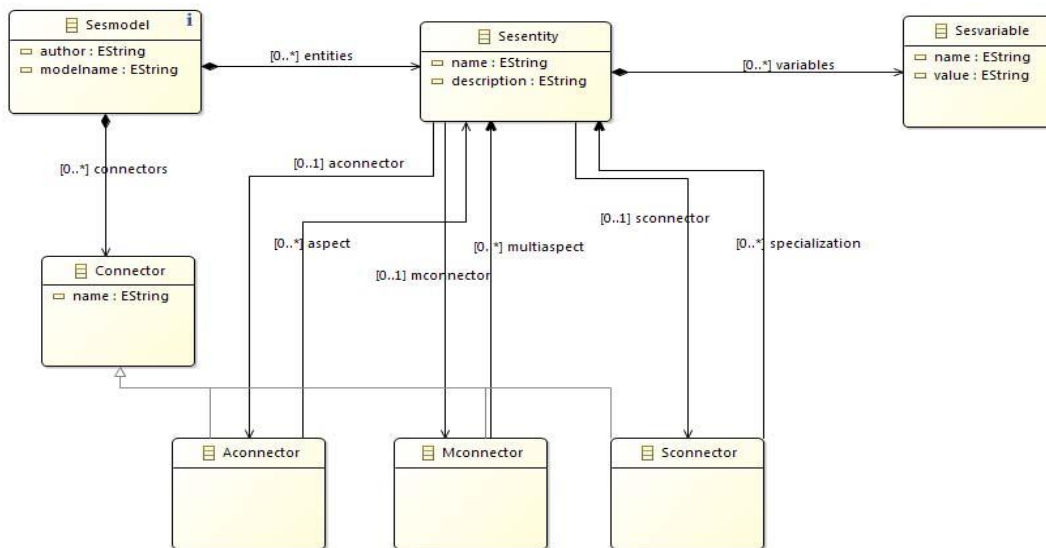 Sesmodel
author : EString
modelname : EString
[0..*] entities
Sesentity
name : EString
description : EString
[0..*] variables
Sesvariable
name : EString
value : EString
[0..*] connectors
[0..1] aconnector
[0..1] sconnector
[0..*] aspect
[0..*] multiaspect
[0..*] specialization
[0..1] mconnector
Connector
name : EString
Aconnector
Mconnector
Sconnector